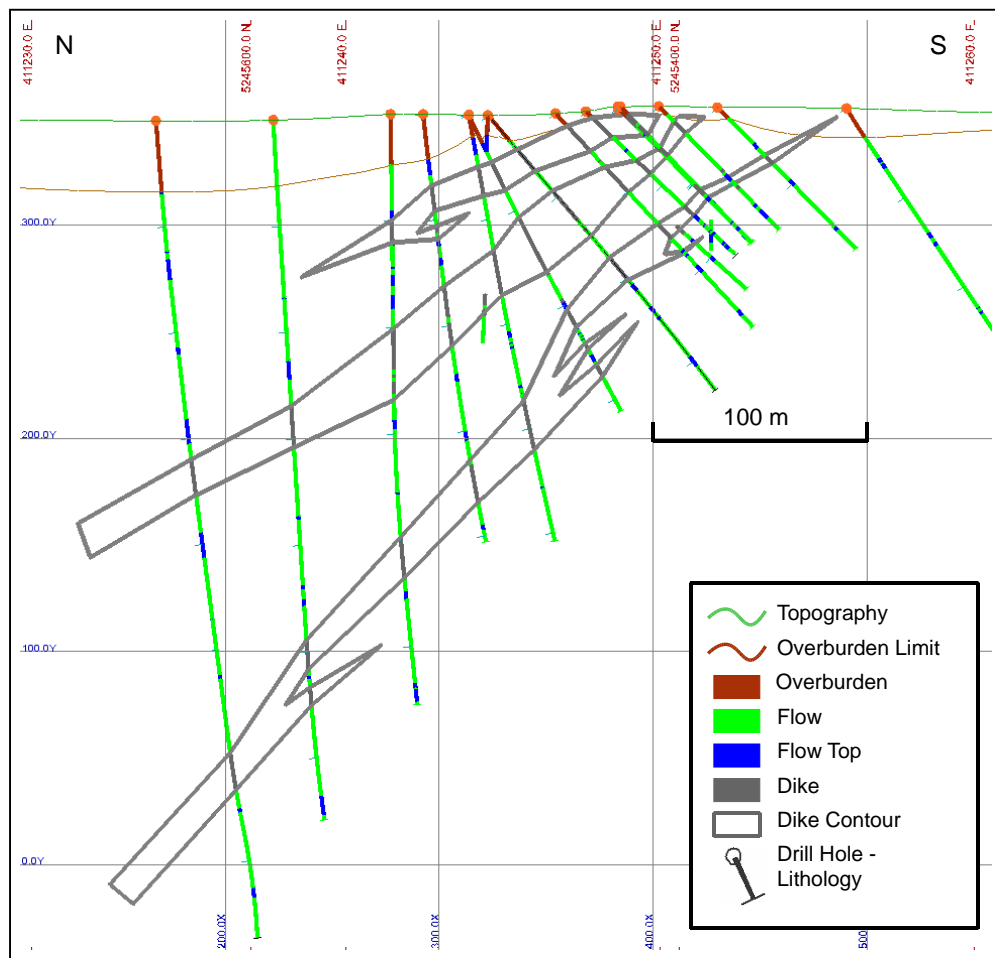 N
S
411230.0 E
5245600.0 N
411240.0 E
411250.0 E
5245400.0 N
411260.0 E
300.0Y
200.0Y
100.0Y
0.0Y
200.0X
300.0X
400.0X
500.
100 m
Topography
Overburden Limit
Overburden
Flow
Flow Top
Dike
Dike Contour
Drill Hole -
Lithology